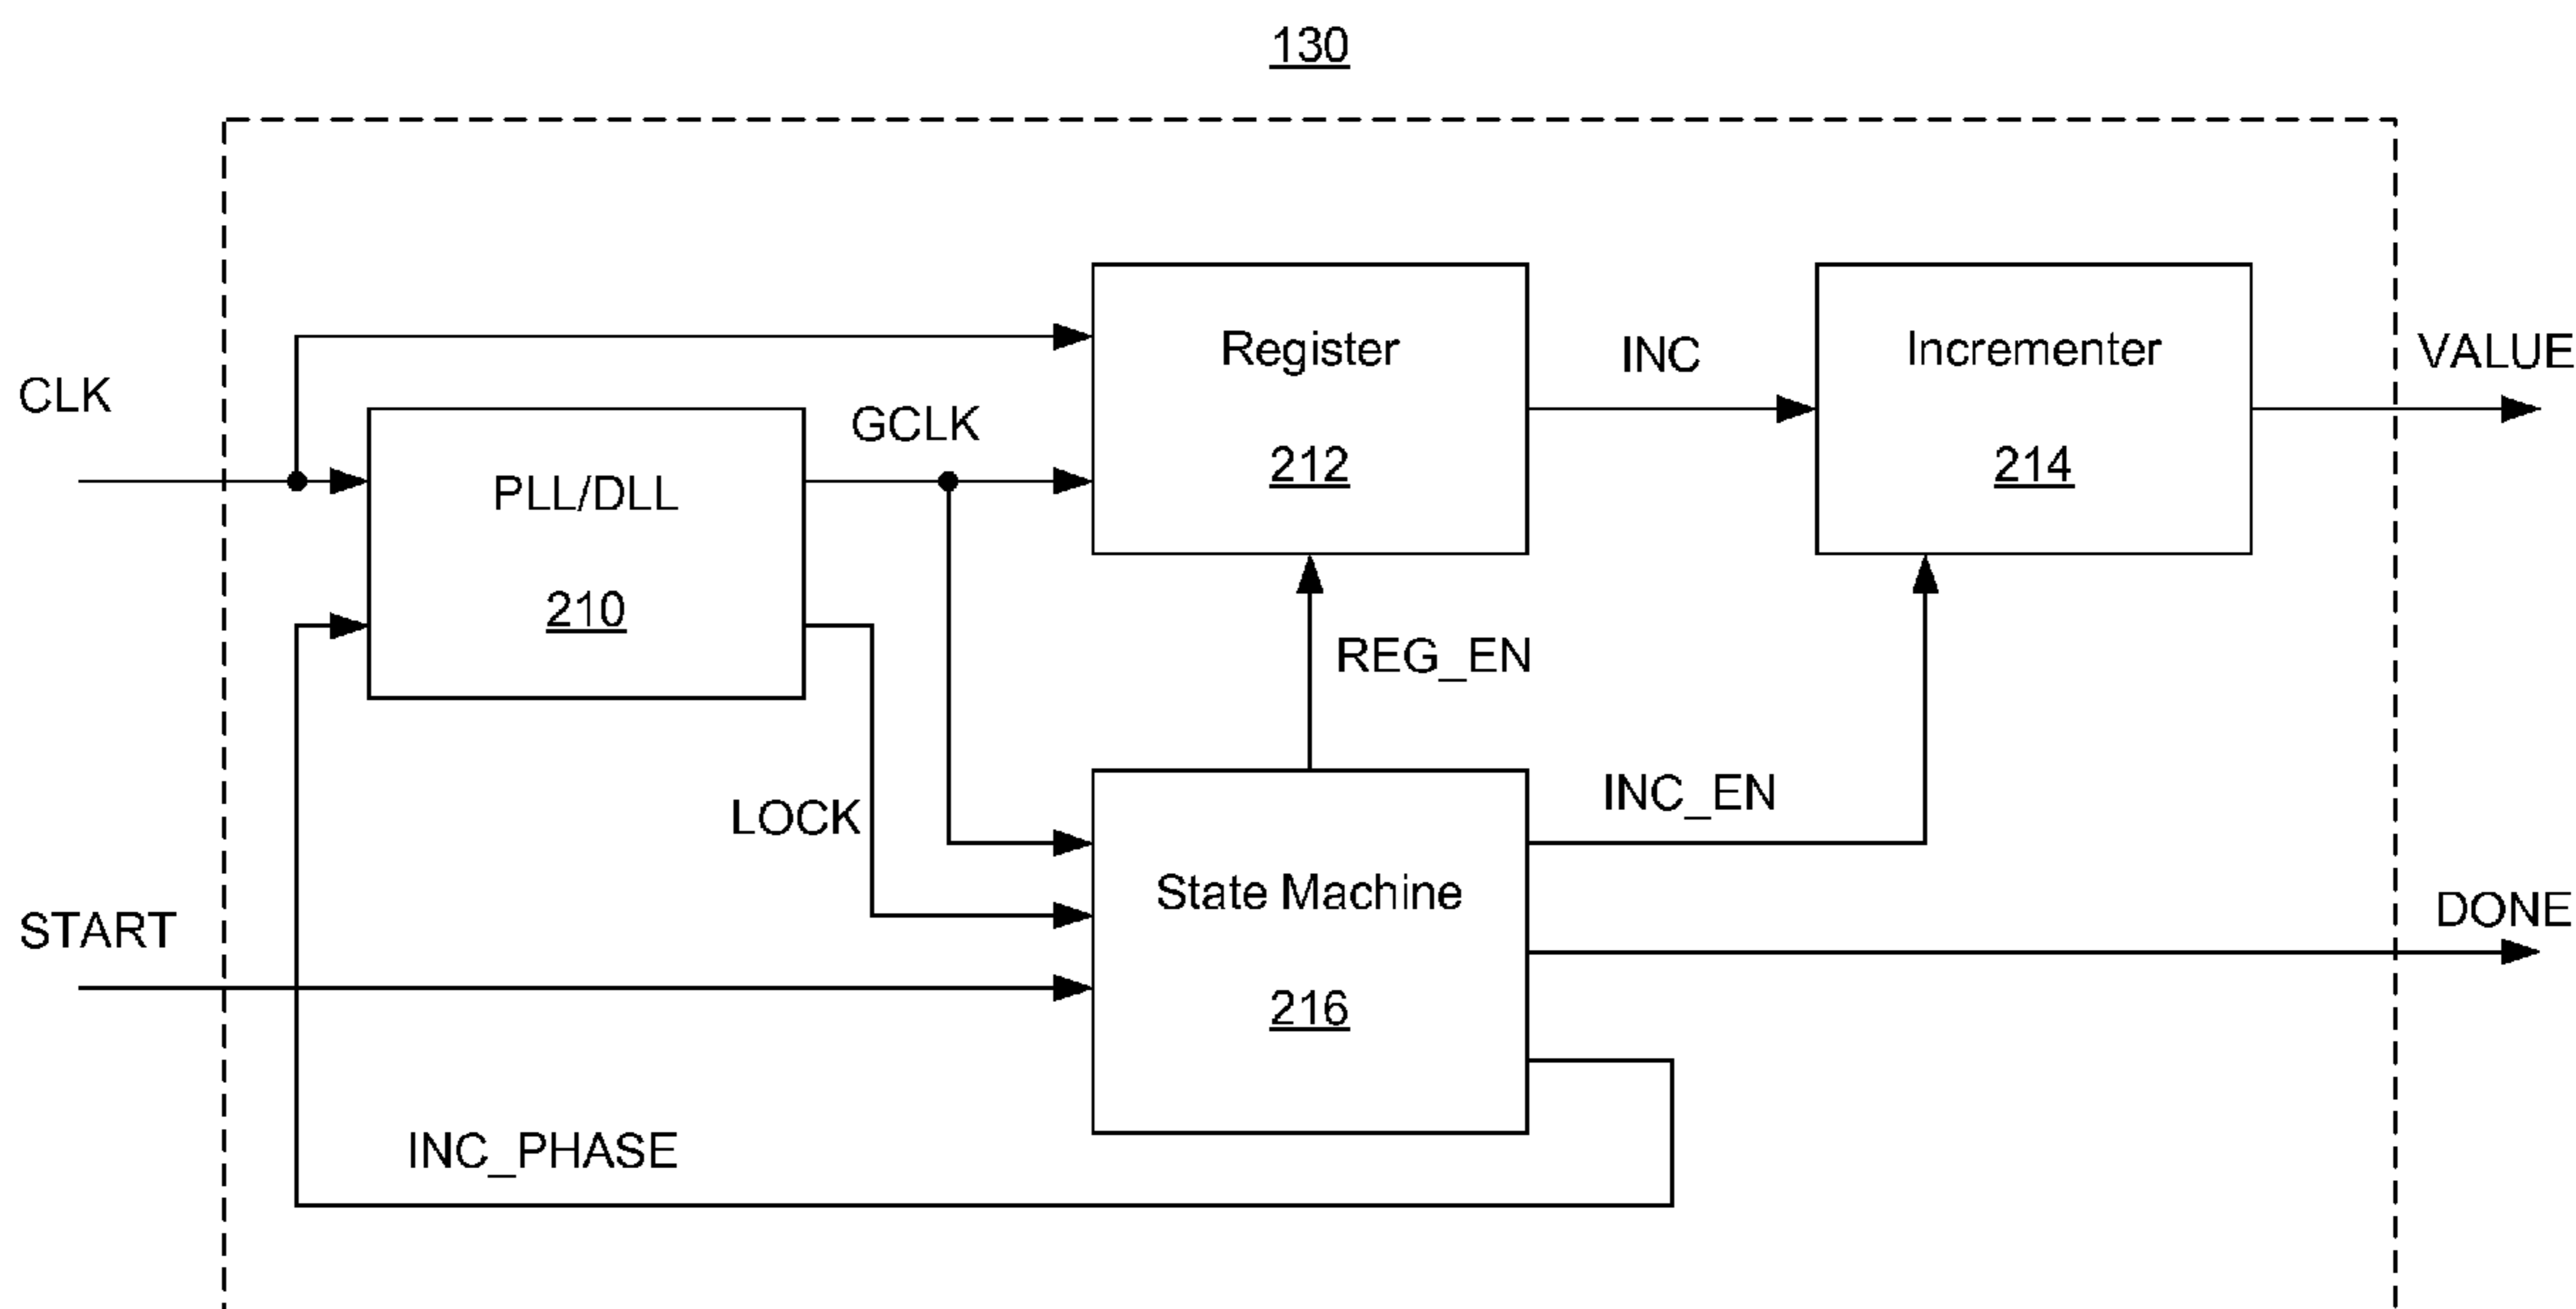 130
CLK
PLL/DLL
210
GCLK
Register
212
INC
Incrementer
214
VALUE
REG_EN
LOCK
INC_EN
START
State Machine
216
DONE
INC_PHASE